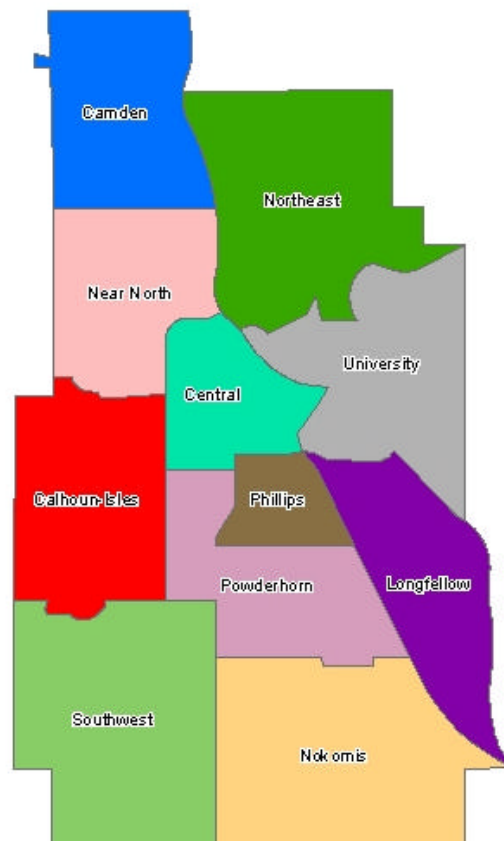 Camden
Northeast
Near North
University
Central
Calhoun-Isles
Phillips
Powderhorn
Longfellow
Southwest
Nokomis